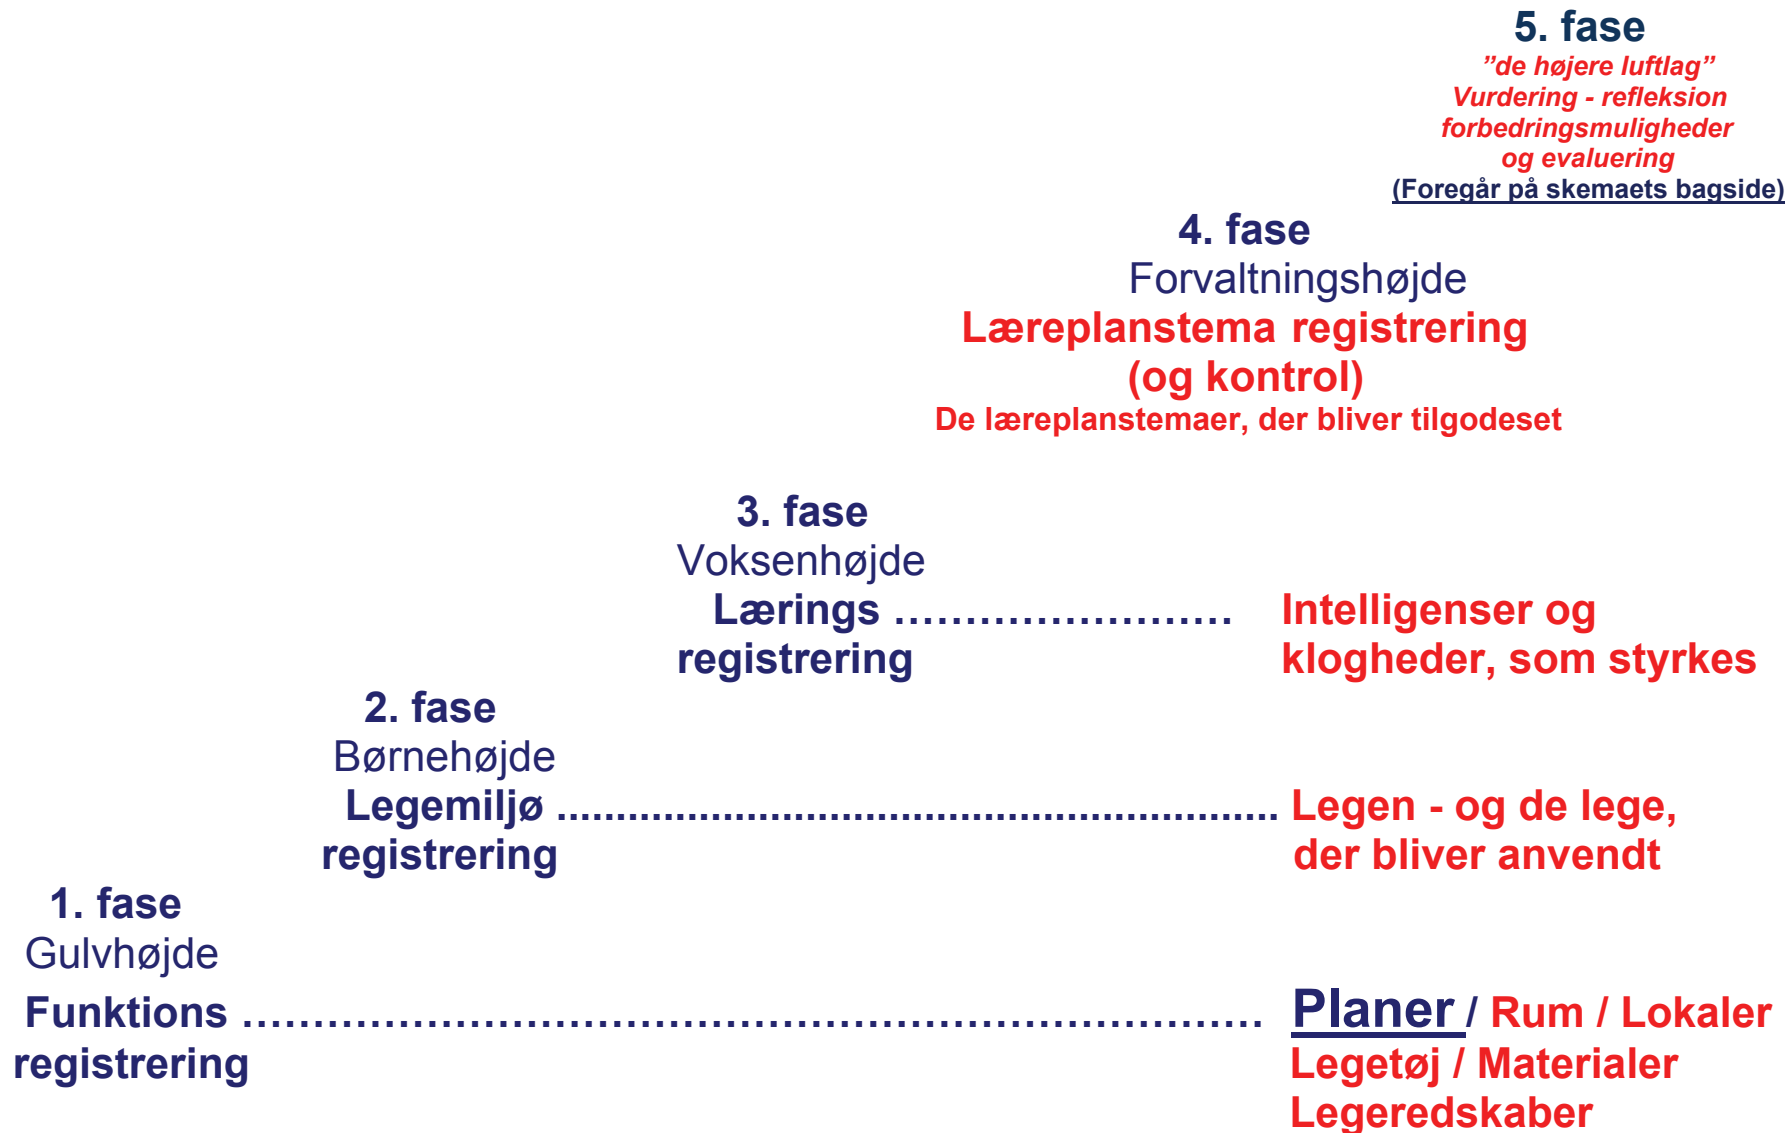 5. fase
”de højere luftlag”
Vurdering - refleksion
forbedringsmuligheder
og evaluering
(Foregår på skemaets bagside)
4. fase
Forvaltningshøjde
Læreplanstema registrering
(og kontrol)
De læreplanstemaer, der bliver tilgodeset
3. fase
Voksenhøjde
Lærings …………………… Intelligenser og
registrering klogheder, som styrkes
2. fase
Børnehøjde
Legemiljø ............................................................. Legen - og de lege,
registrering der bliver anvendt
1. fase
Gulvhøjde
Funktions ……………………………………………………………… Planer / Rum / Lokaler
registrering Legetøj / Materialer
Legeredskaber